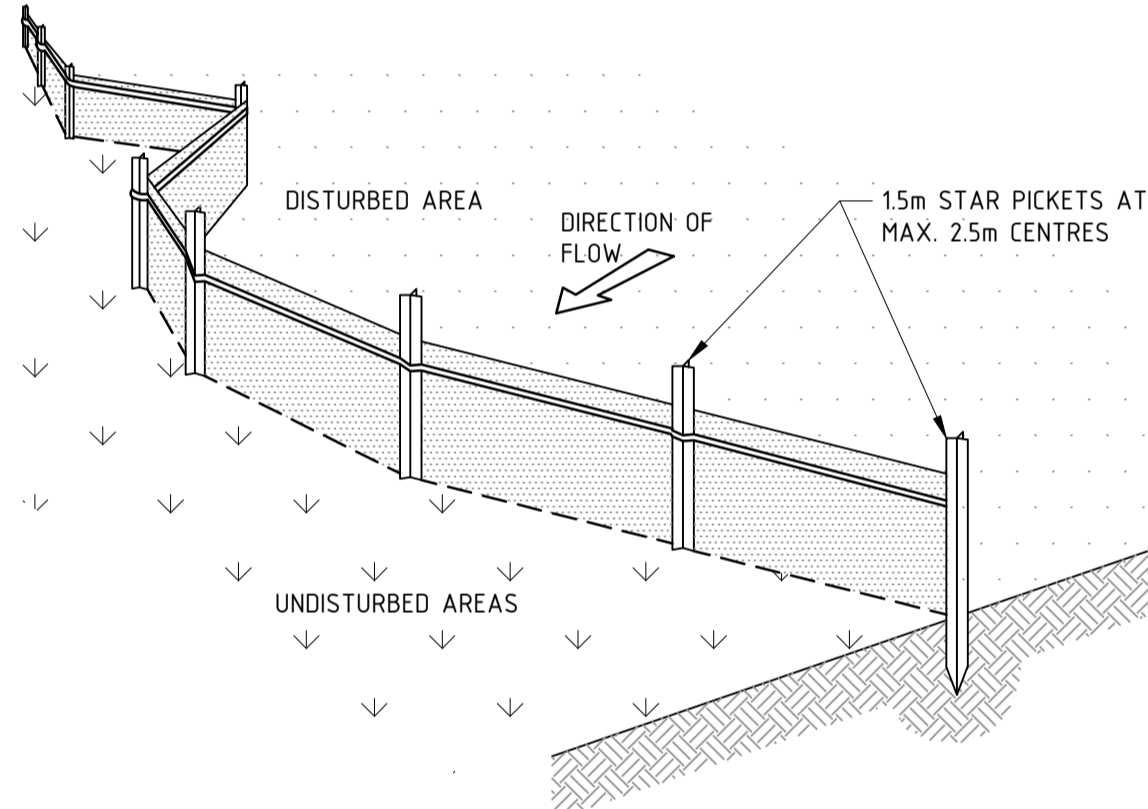 DISTURBED AREA
DIRECTION OF
FLOW
1.5m STAR PICKETS AT
MAX. 2.5m CENTRES
UNDISTURBED AREAS